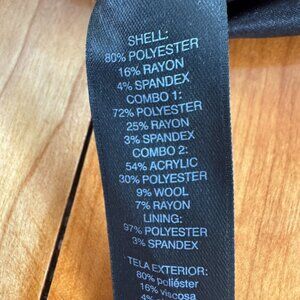 SHELL:
80% POLYESTER
16% RAYON
4% SPANDEX
COMBO 1:
72% POLYESTER
25% RAYON
3% SPANDEX
COMBO 2:
54% ACRYLIC
30% POLYESTER
9% WOOL
7% RAYON
LINING:
97% POLYESTER
3% SPANDEX
TELA EXTERIOR:
80% poliéster
16% viscosa
4%